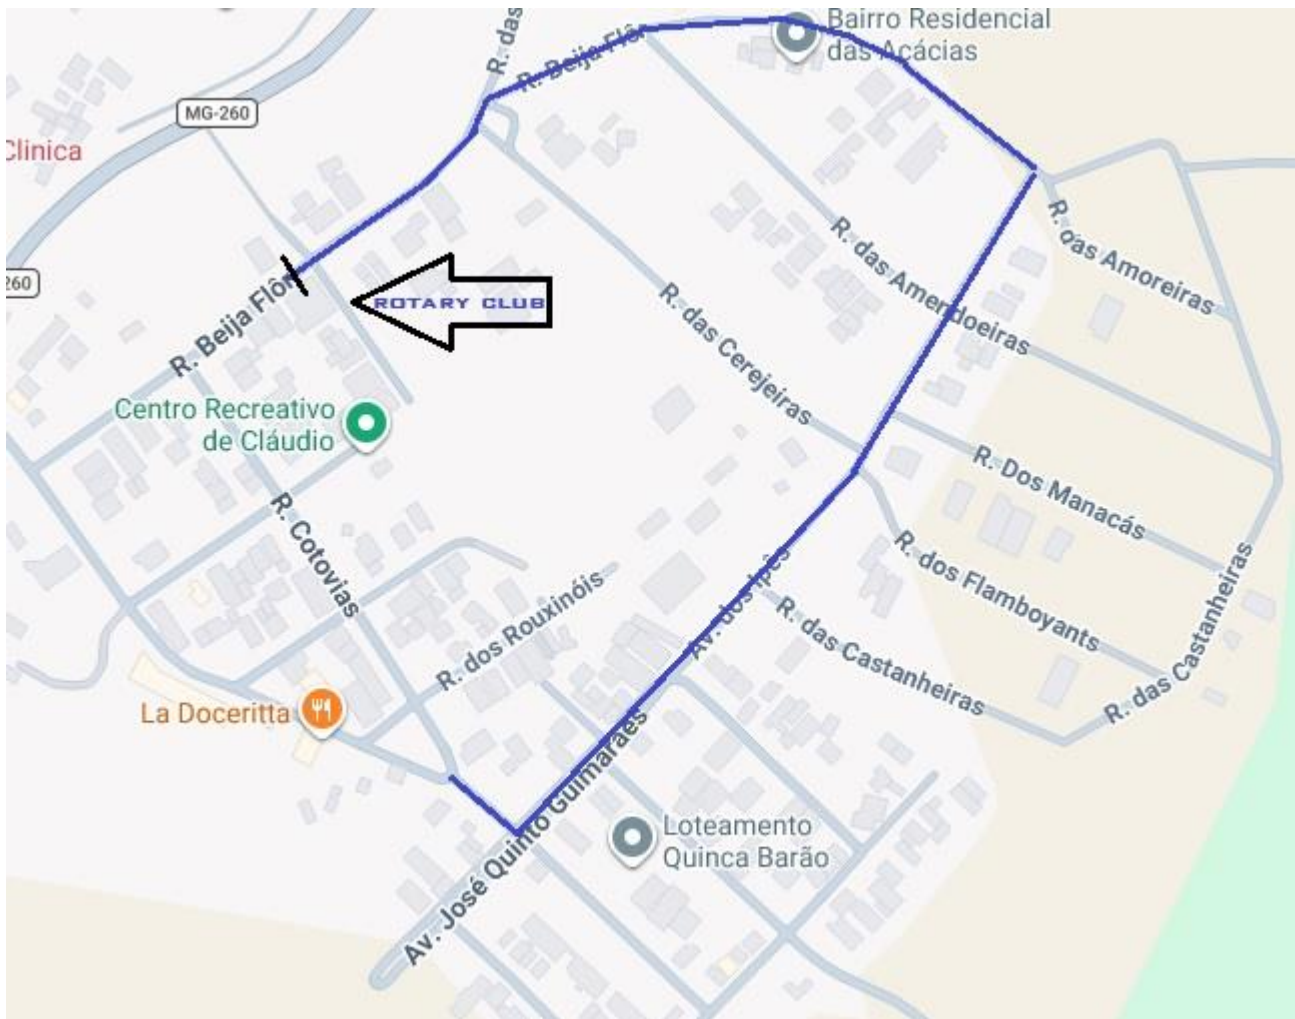 Bairro Residencial
das Acácias
R. das
R. Beija Flôr
MG-260
Clinica
R. das Amoreiras
R. das Amendoeiras
260
ROTARY CLUB
R. Beija Flôr
R. das Cerejeiras
Centro Recreativo
de Cláudio
R. Dos Manacás
R. Cotovias
R. dos Flamboyants
Av. dos Ipês
R. dos Rouxinóis
R. das Castanheiras
R. das Castanheiras
La Doceritta
Av. José Quinto Guimarães
Loteamento
Quinca Barão